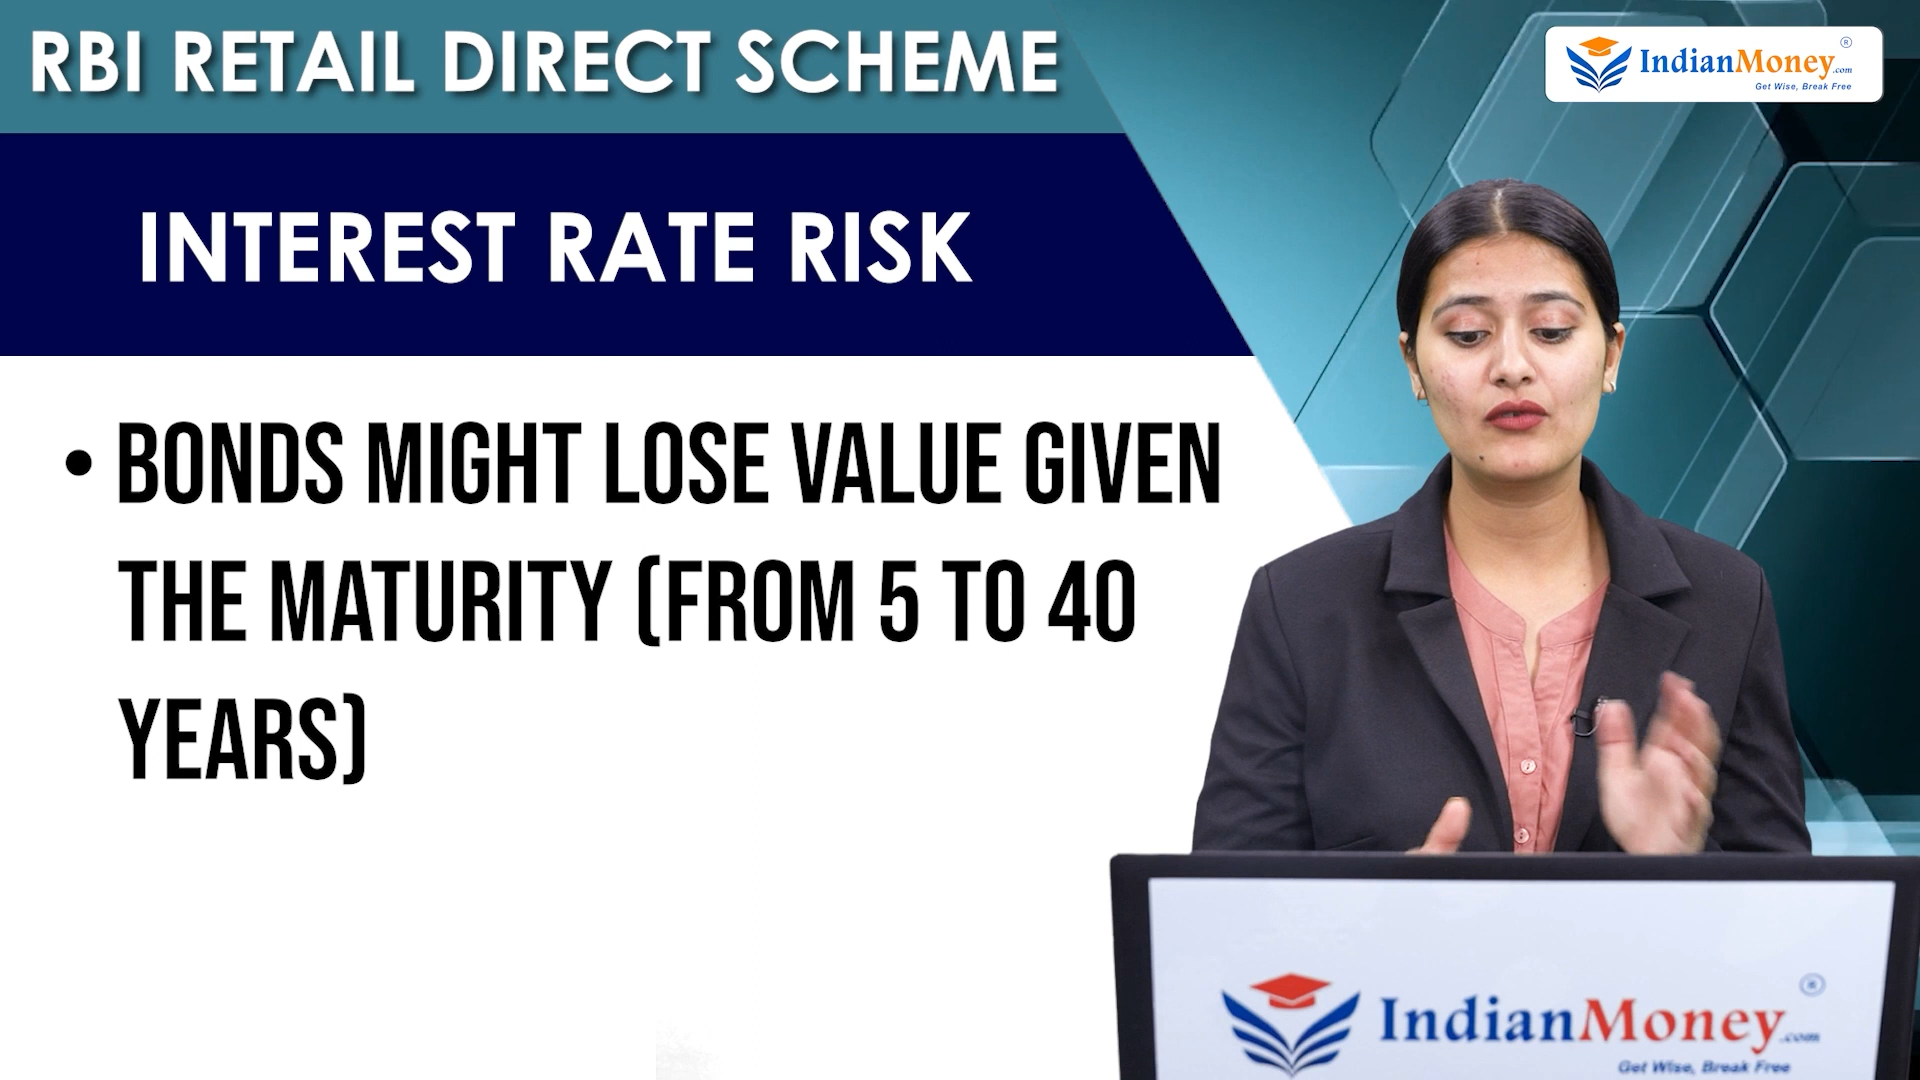 RBI RETAIL DIRECT SCHEME
IndianMoney.com ®
Get Wise, Break Free
INTEREST RATE RISK
• BONDS MIGHT LOSE VALUE GIVEN
THE MATURITY (FROM 5 TO 40
YEARS)
®
IndianMoney.com
Get Wise, Break Free